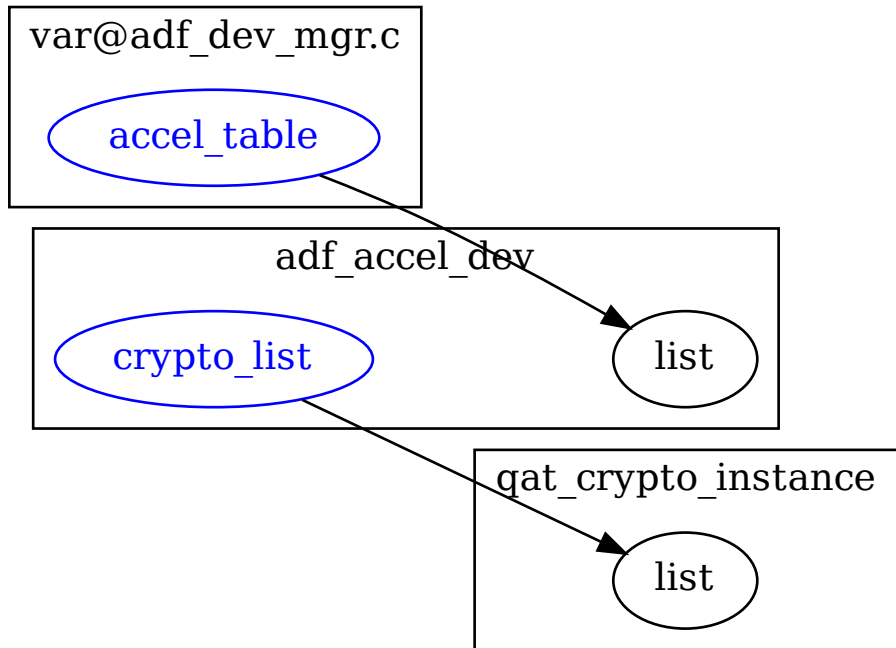 var@adf_dev_mgr.c
accel_table
adf_accel_dev
crypto_list
list
qat_crypto_instance
list